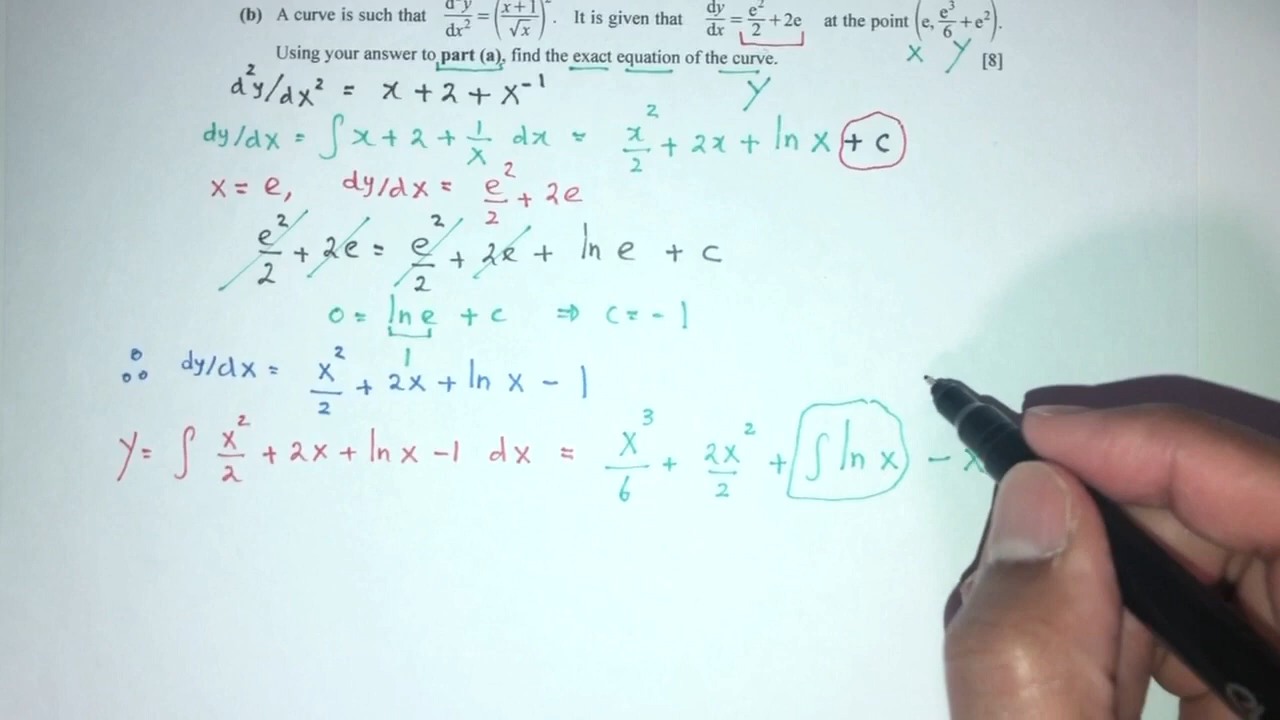 (b) A curve is such that d²y/dx² = ((x+1)/√x)². It is given that dy/dx = e²/2 + 2e at the point (e, e³/6 + e²).
Using your answer to part (a), find the exact equation of the curve.
x y [8]
d²y/dx² = x + 2 + x⁻¹ y
dy/dx = ∫ x + 2 + 1/x dx = x²/2 + 2x + ln x + c
x = e, dy/dx = e²/2 + 2e
e²/2 + 2e = e²/2 + 2e + ln e + c
0 = ln e + c ⇒ c = -1
1
∴ dy/dx = x²/2 + 2x + ln x - 1
y = ∫ x²/2 + 2x + ln x - 1 dx = x³/6 + 2x²/2 + ∫ ln x - x